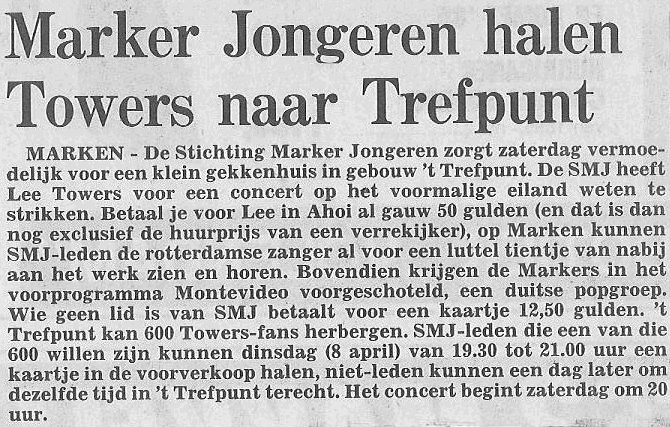 Marker Jongeren halen
Towers naar Trefpunt
MARKEN - De Stichting Marker Jongeren zorgt zaterdag vermoe-
delijk voor een klein gekkenhuis in gebouw 't Trefpunt. De SMJ heeft
Lee Towers voor een concert op het voormalige eiland weten te
strikken. Betaal je voor Lee in Ahoi al gauw 50 gulden (en dat is dan
nog exclusief de huurprijs van een verrekijker), op Marken kunnen
SMJ-leden de rotterdamse zanger al voor een luttel tientje van nabij
aan het werk zien en horen. Bovendien krijgen de Markers in het
voorprogramma Montevideo voorgeschoteld, een duitse popgroep.
Wie geen lid is van SMJ betaalt voor een kaartje 12,50 gulden. 't
Trefpunt kan 600 Towers-fans herbergen. SMJ-leden die een van die
600 willen zijn kunnen dinsdag (8 april) van 19.30 tot 21.00 uur een
kaartje in de voorverkoop halen, niet-leden kunnen een dag later om
dezelfde tijd in 't Trefpunt terecht. Het concert begint zaterdag om 20
uur.